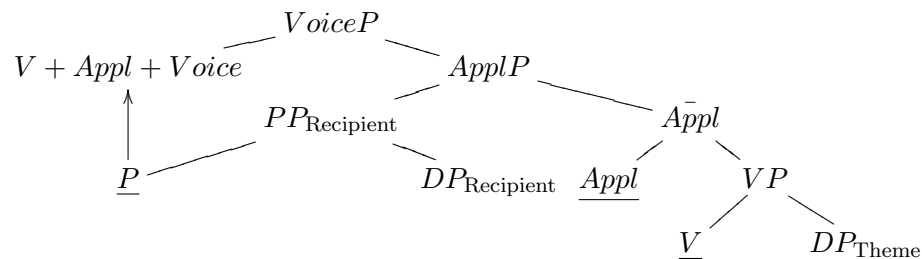 VoiceP
V + Appl + Voice ApplP
PP_Recipient Appl̄
P DP_Recipient Appl VP
V DP_Theme